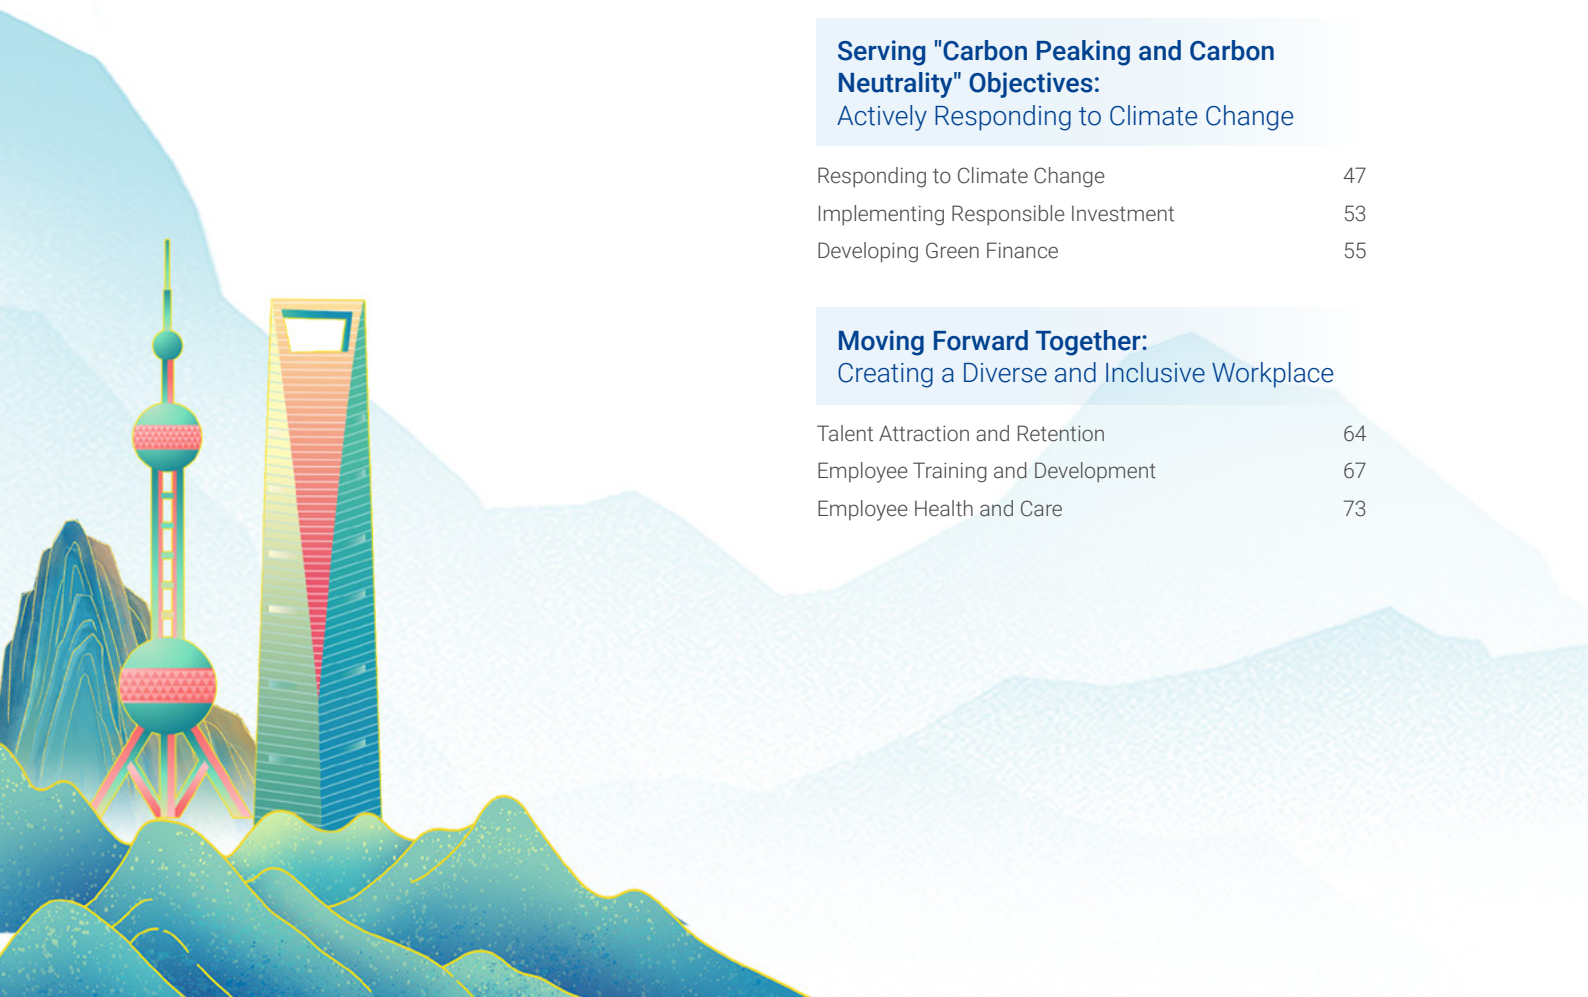 Serving "Carbon Peaking and Carbon
Neutrality" Objectives:
Actively Responding to Climate Change
Responding to Climate Change 47
Implementing Responsible Investment 53
Developing Green Finance 55
Moving Forward Together:
Creating a Diverse and Inclusive Workplace
Talent Attraction and Retention 64
Employee Training and Development 67
Employee Health and Care 73